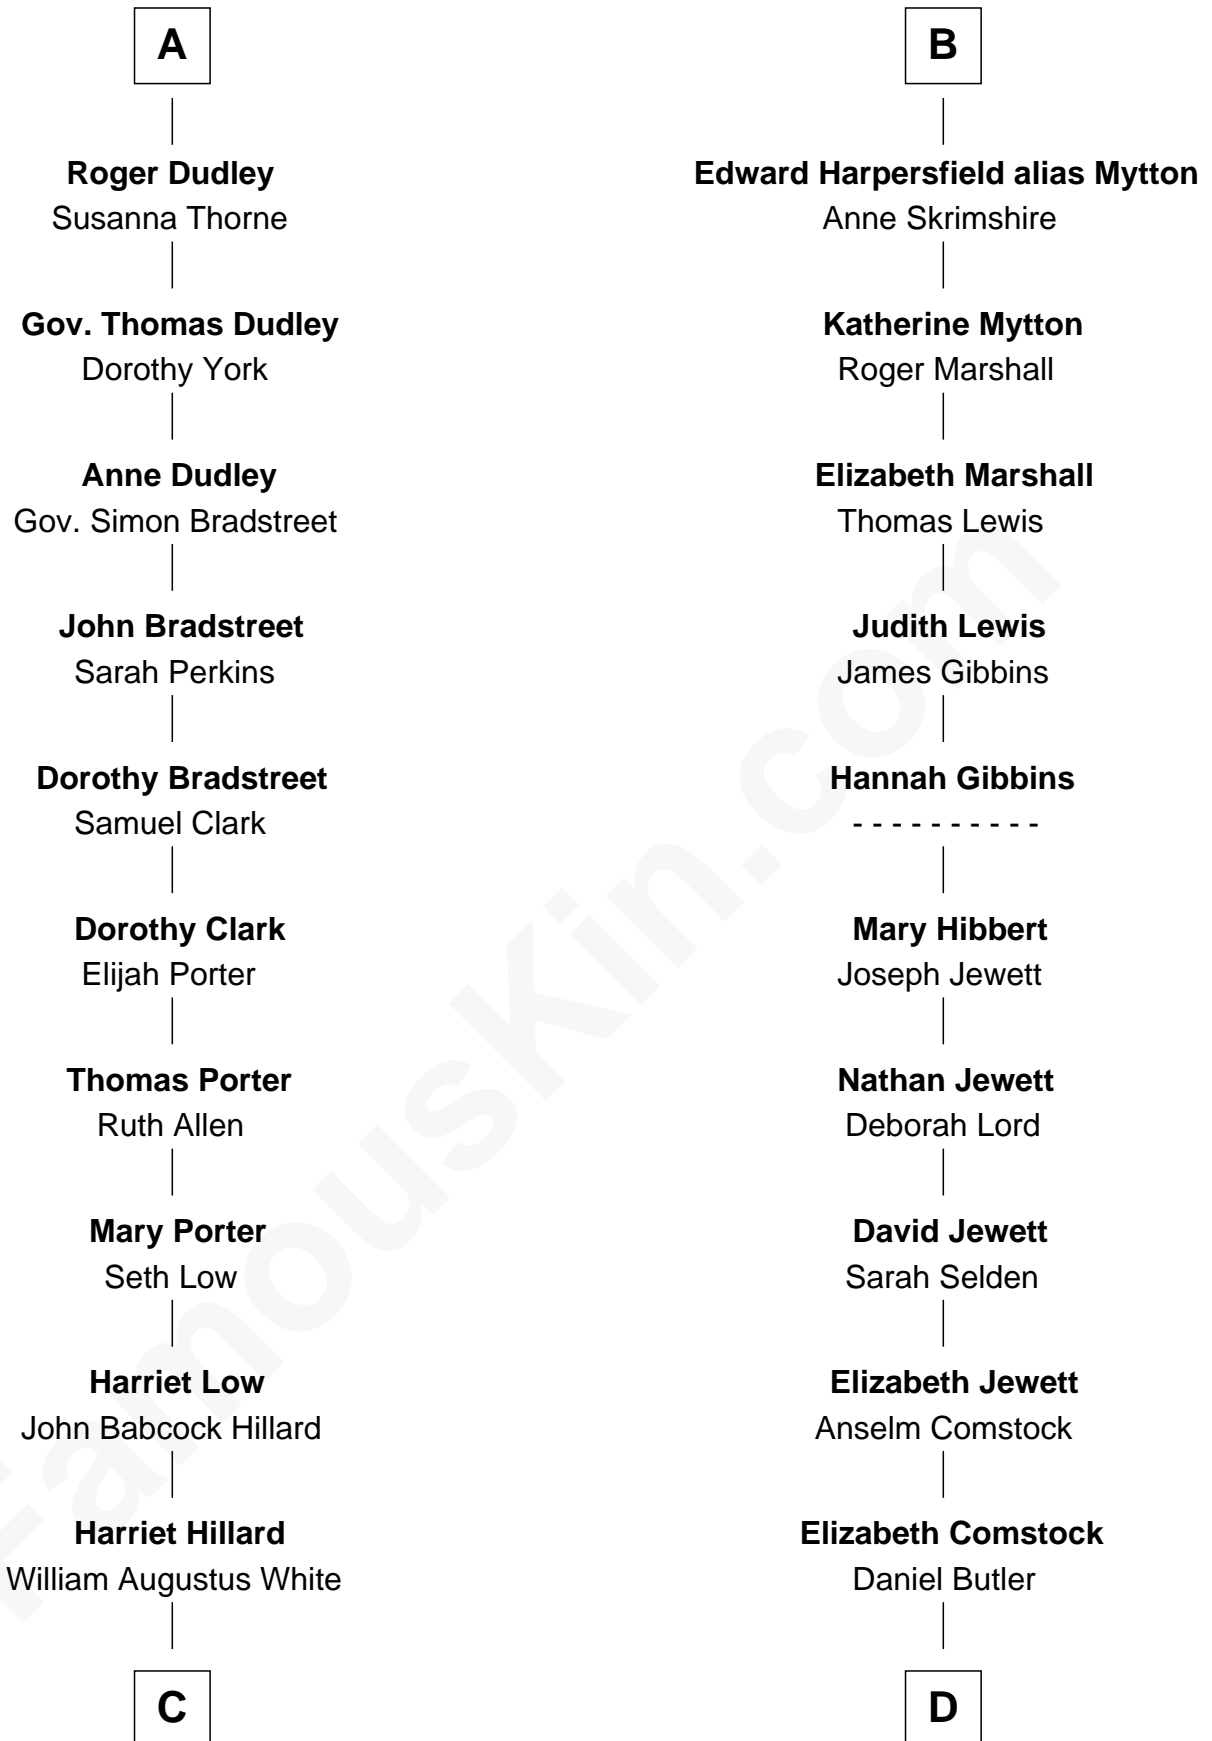 A
Roger Dudley
Susanna Thorne
Gov. Thomas Dudley
Dorothy York
Anne Dudley
Gov. Simon Bradstreet
John Bradstreet
Sarah Perkins
Dorothy Bradstreet
Samuel Clark
Dorothy Clark
Elijah Porter
Thomas Porter
Ruth Allen
Mary Porter
Seth Low
Harriet Low
John Babcock Hillard
Harriet Hillard
William Augustus White
C
B
Edward Harpersfield alias Mytton
Anne Skrimshire
Katherine Mytton
Roger Marshall
Elizabeth Marshall
Thomas Lewis
Judith Lewis
James Gibbins
Hannah Gibbins
- - - - - - - - - -
Mary Hibbert
Joseph Jewett
Nathan Jewett
Deborah Lord
David Jewett
Sarah Selden
Elizabeth Jewett
Anselm Comstock
Elizabeth Comstock
Daniel Butler
D
FamousKin.com